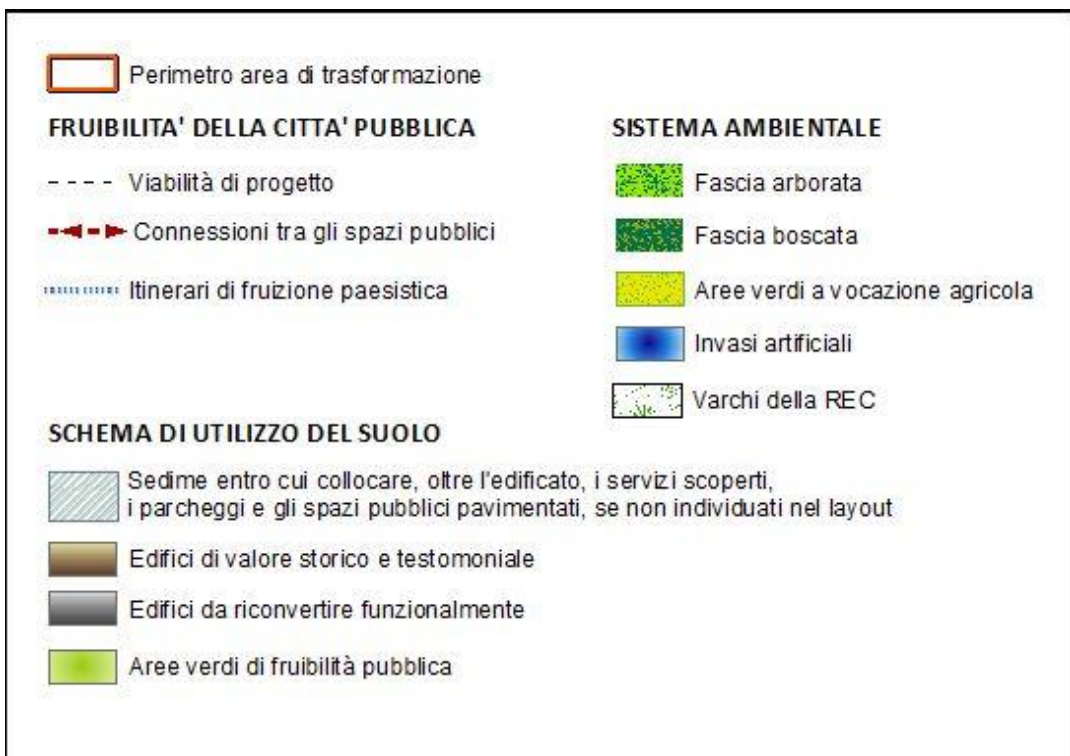 Perimetro area di trasformazione
FRUIBILITA' DELLA CITTA' PUBBLICA
Viabilità di progetto
Connessioni tra gli spazi pubblici
Itinerari di fruizione paesistica
SISTEMA AMBIENTALE
Fascia arborata
Fascia boscata
Aree verdi a vocazione agricola
Invasi artificiali
Varchi della REC
SCHEMA DI UTILIZZO DEL SUOLO
Sedime entro cui collocare, oltre l'edificato, i servizi scoperti,
i parcheggi e gli spazi pubblici pavimentati, se non individuati nel layout
Edifici di valore storico e testomoniale
Edifici da riconvertire funzionalmente
Aree verdi di fruibilità pubblica